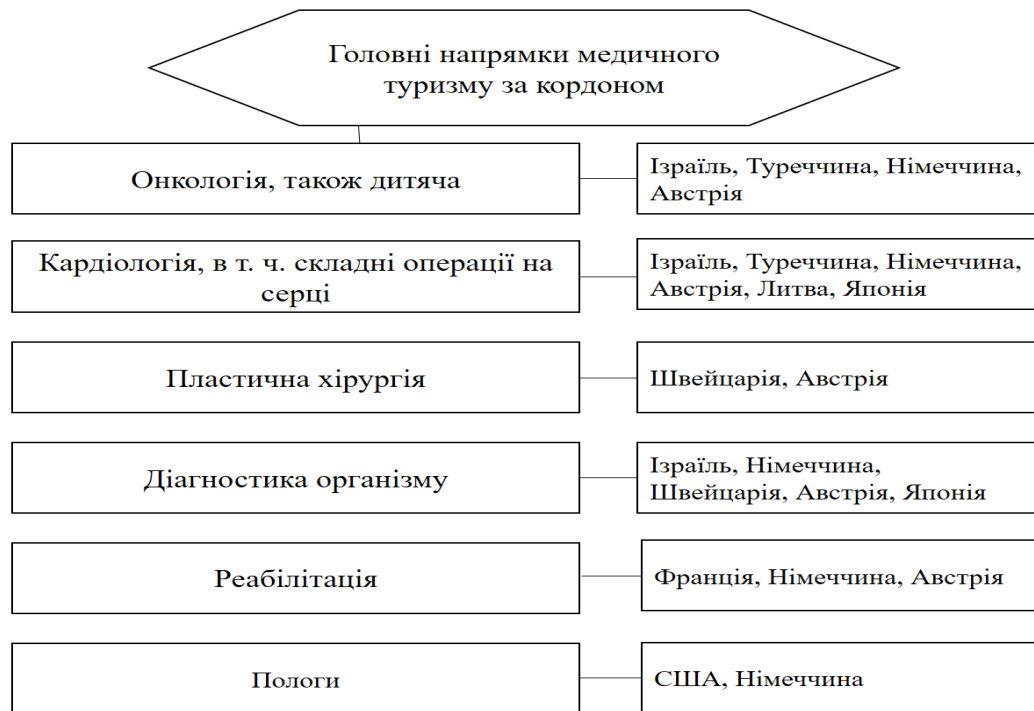 Головні напрямки медичного
туризму за кордоном
Онкологія, також дитяча
Ізраїль, Туреччина, Німеччина,
Австрія
Кардіологія, в т. ч. складні операції на
серці
Ізраїль, Туреччина, Німеччина,
Австрія, Литва, Японія
Пластична хірургія
Швейцарія, Австрія
Діагностика організму
Ізраїль, Німеччина,
Швейцарія, Австрія, Японія
Реабілітація
Франція, Німеччина, Австрія
Пологи
США, Німеччина